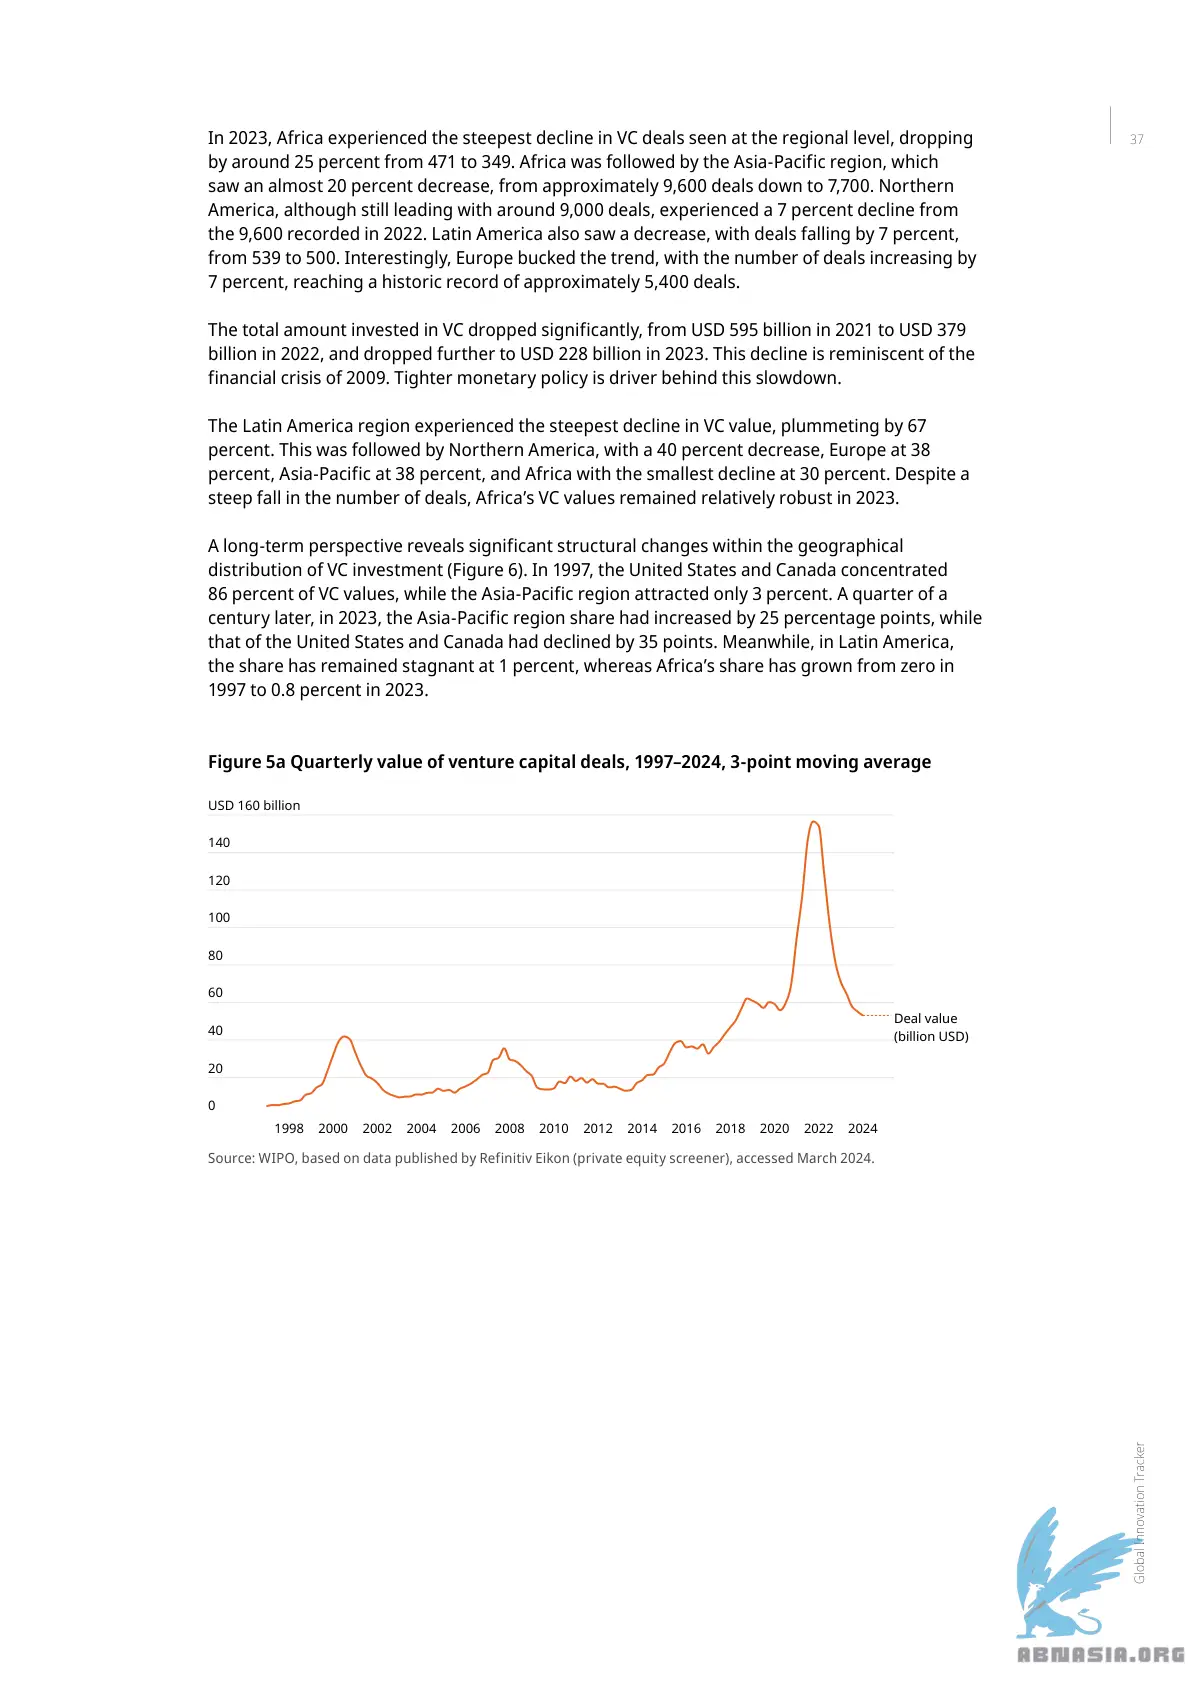 37
In 2023, Africa experienced the steepest decline in VC deals seen at the regional level, dropping
by around 25 percent from 471 to 349. Africa was followed by the Asia-Pacific region, which
saw an almost 20 percent decrease, from approximately 9,600 deals down to 7,700. Northern
America, although still leading with around 9,000 deals, experienced a 7 percent decline from
the 9,600 recorded in 2022. Latin America also saw a decrease, with deals falling by 7 percent,
from 539 to 500. Interestingly, Europe bucked the trend, with the number of deals increasing by
7 percent, reaching a historic record of approximately 5,400 deals.
The total amount invested in VC dropped significantly, from USD 595 billion in 2021 to USD 379
billion in 2022, and dropped further to USD 228 billion in 2023. This decline is reminiscent of the
financial crisis of 2009. Tighter monetary policy is driver behind this slowdown.
The Latin America region experienced the steepest decline in VC value, plummeting by 67
percent. This was followed by Northern America, with a 40 percent decrease, Europe at 38
percent, Asia-Pacific at 38 percent, and Africa with the smallest decline at 30 percent. Despite a
steep fall in the number of deals, Africa’s VC values remained relatively robust in 2023.
A long-term perspective reveals significant structural changes within the geographical
distribution of VC investment (Figure 6). In 1997, the United States and Canada concentrated
86 percent of VC values, while the Asia-Pacific region attracted only 3 percent. A quarter of a
century later, in 2023, the Asia-Pacific region share had increased by 25 percentage points, while
that of the United States and Canada had declined by 35 points. Meanwhile, in Latin America,
the share has remained stagnant at 1 percent, whereas Africa’s share has grown from zero in
1997 to 0.8 percent in 2023.
Figure 5a Quarterly value of venture capital deals, 1997–2024, 3-point moving average
USD 160 billion
140
120
100
80
60
40
20
0
Deal value
(billion USD)
1998 2000 2002 2004 2006 2008 2010 2012 2014 2016 2018 2020 2022 2024
Source: WIPO, based on data published by Refinitiv Eikon (private equity screener), accessed March 2024.
Global Innovation Tracker
ABNASIA.ORG